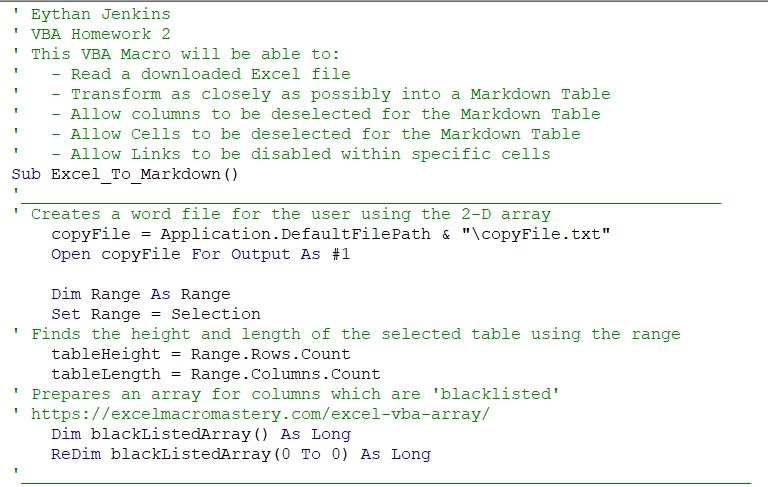 ' Eythan Jenkins
' VBA Homework 2
' This VBA Macro will be able to:
'   - Read a downloaded Excel file
'   - Transform as closely as possibly into a Markdown Table
'   - Allow columns to be deselected for the Markdown Table
'   - Allow Cells to be deselected for the Markdown Table
'   - Allow Links to be disabled within specific cells
Sub Excel_To_Markdown()
'______________________________________________________________________
' Creates a word file for the user using the 2-D array
    copyFile = Application.DefaultFilePath & "\copyFile.txt"
    Open copyFile For Output As #1

    Dim Range As Range
    Set Range = Selection
' Finds the height and length of the selected table using the range
    tableHeight = Range.Rows.Count
    tableLength = Range.Columns.Count
' Prepares an array for columns which are 'blacklisted'
' https://excelmacromastery.com/excel-vba-array/
    Dim blackListedArray() As Long
    ReDim blackListedArray(0 To 0) As Long
'_________________________________________________________________________